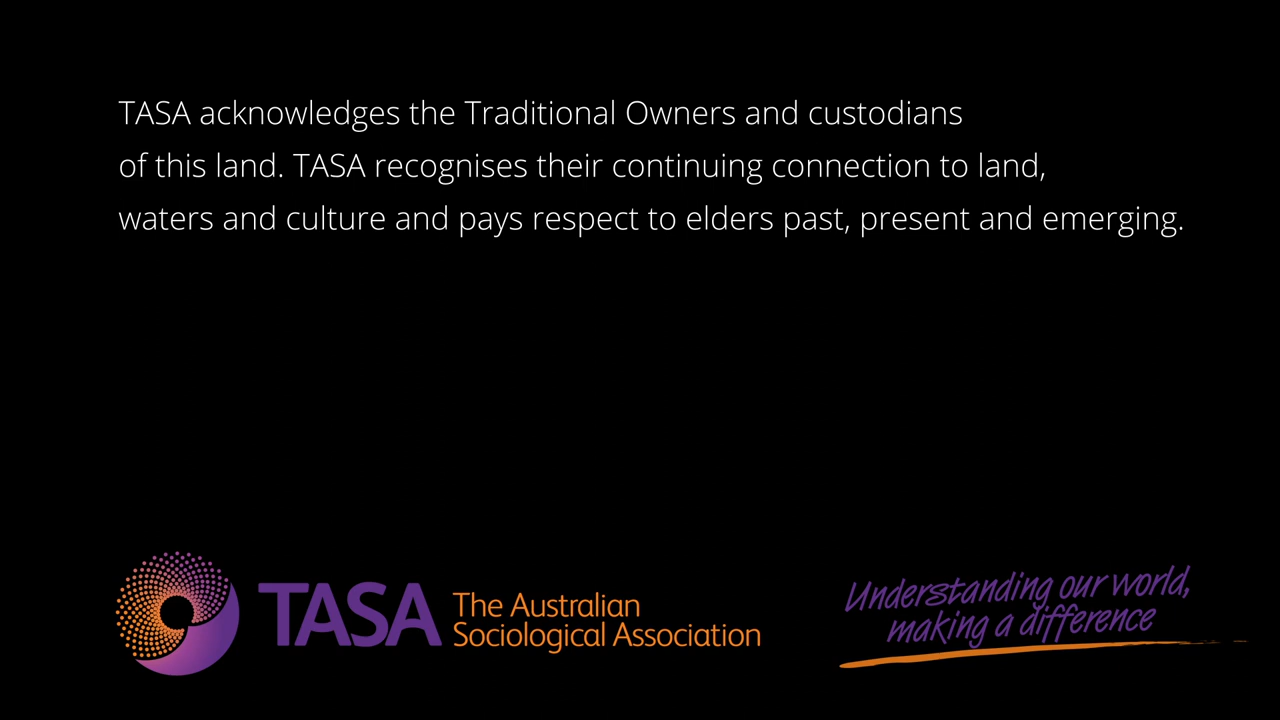 TASA acknowledges the Traditional Owners and custodians
of this land. TASA recognises their continuing connection to land,
waters and culture and pays respect to elders past, present and emerging.
TASA
The Australian
Sociological Association
Understanding our world,
making a difference